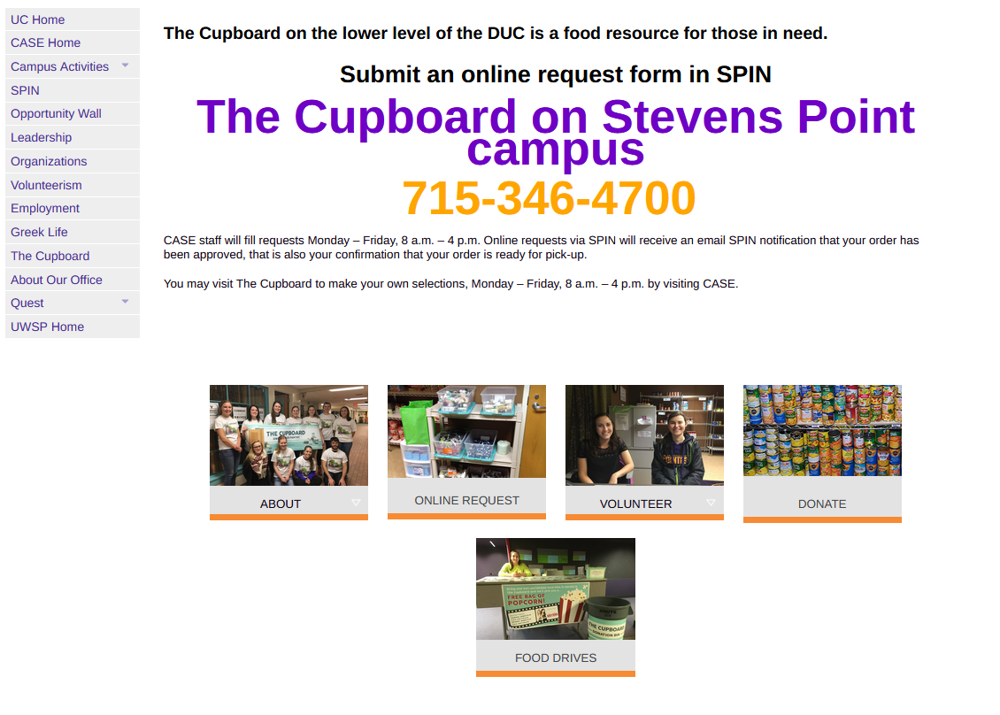 UC Home
CASE Home
Campus Activities
SPIN
Opportunity Wall
Leadership
Organizations
Volunteerism
Employment
Greek Life
The Cupboard
About Our Office
Quest
UWSP Home
The Cupboard on the lower level of the DUC is a food resource for those in need.
Submit an online request form in SPIN
The Cupboard on Stevens Point
campus
715-346-4700
CASE staff will fill requests Monday – Friday, 8 a.m. – 4 p.m. Online requests via SPIN will receive an email SPIN notification that your order has
been approved, that is also your confirmation that your order is ready for pick-up.
You may visit The Cupboard to make your own selections, Monday – Friday, 8 a.m. – 4 p.m. by visiting CASE.
THE CUPBOARD
ABOUT
ONLINE REQUEST
VOLUNTEER
DONATE
FREE BAG OF
POPCORN!
THE CUPBOARD
DONATION BIN
FOOD DRIVES